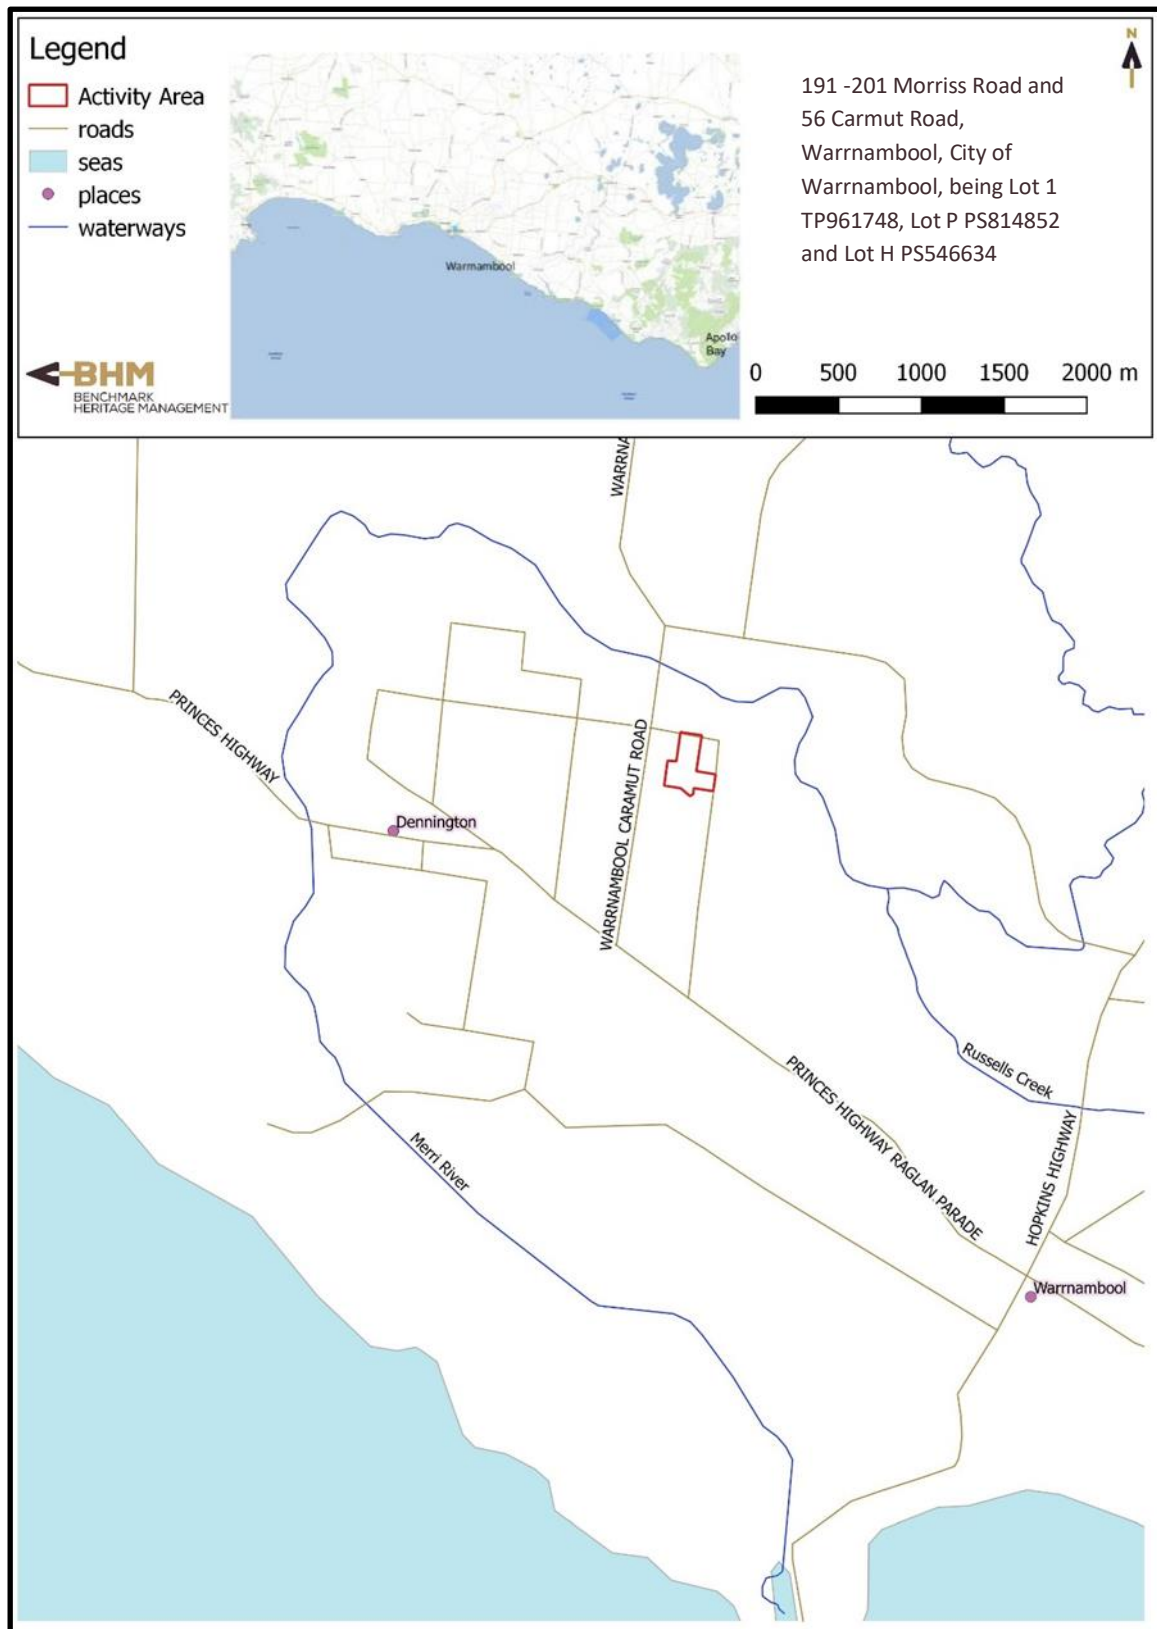 Legend
Activity Area
roads
seas
places
waterways
BHM
BENCHMARK
HERITAGE MANAGEMENT
Warrnambool
Apollo
Bay
N
191 -201 Morriss Road and
56 Carmut Road,
Warrnambool, City of
Warrnambool, being Lot 1
TP961748, Lot P PS814852
and Lot H PS546634
0 500 1000 1500 2000 m
WARRNA
PRINCES HIGHWAY
WARRNAMBOOL CARAMUT ROAD
Dennington
Russells Creek
PRINCES HIGHWAY RAGLAN PARADE
HOPKINS HIGHWAY
Merri River
Warrnambool